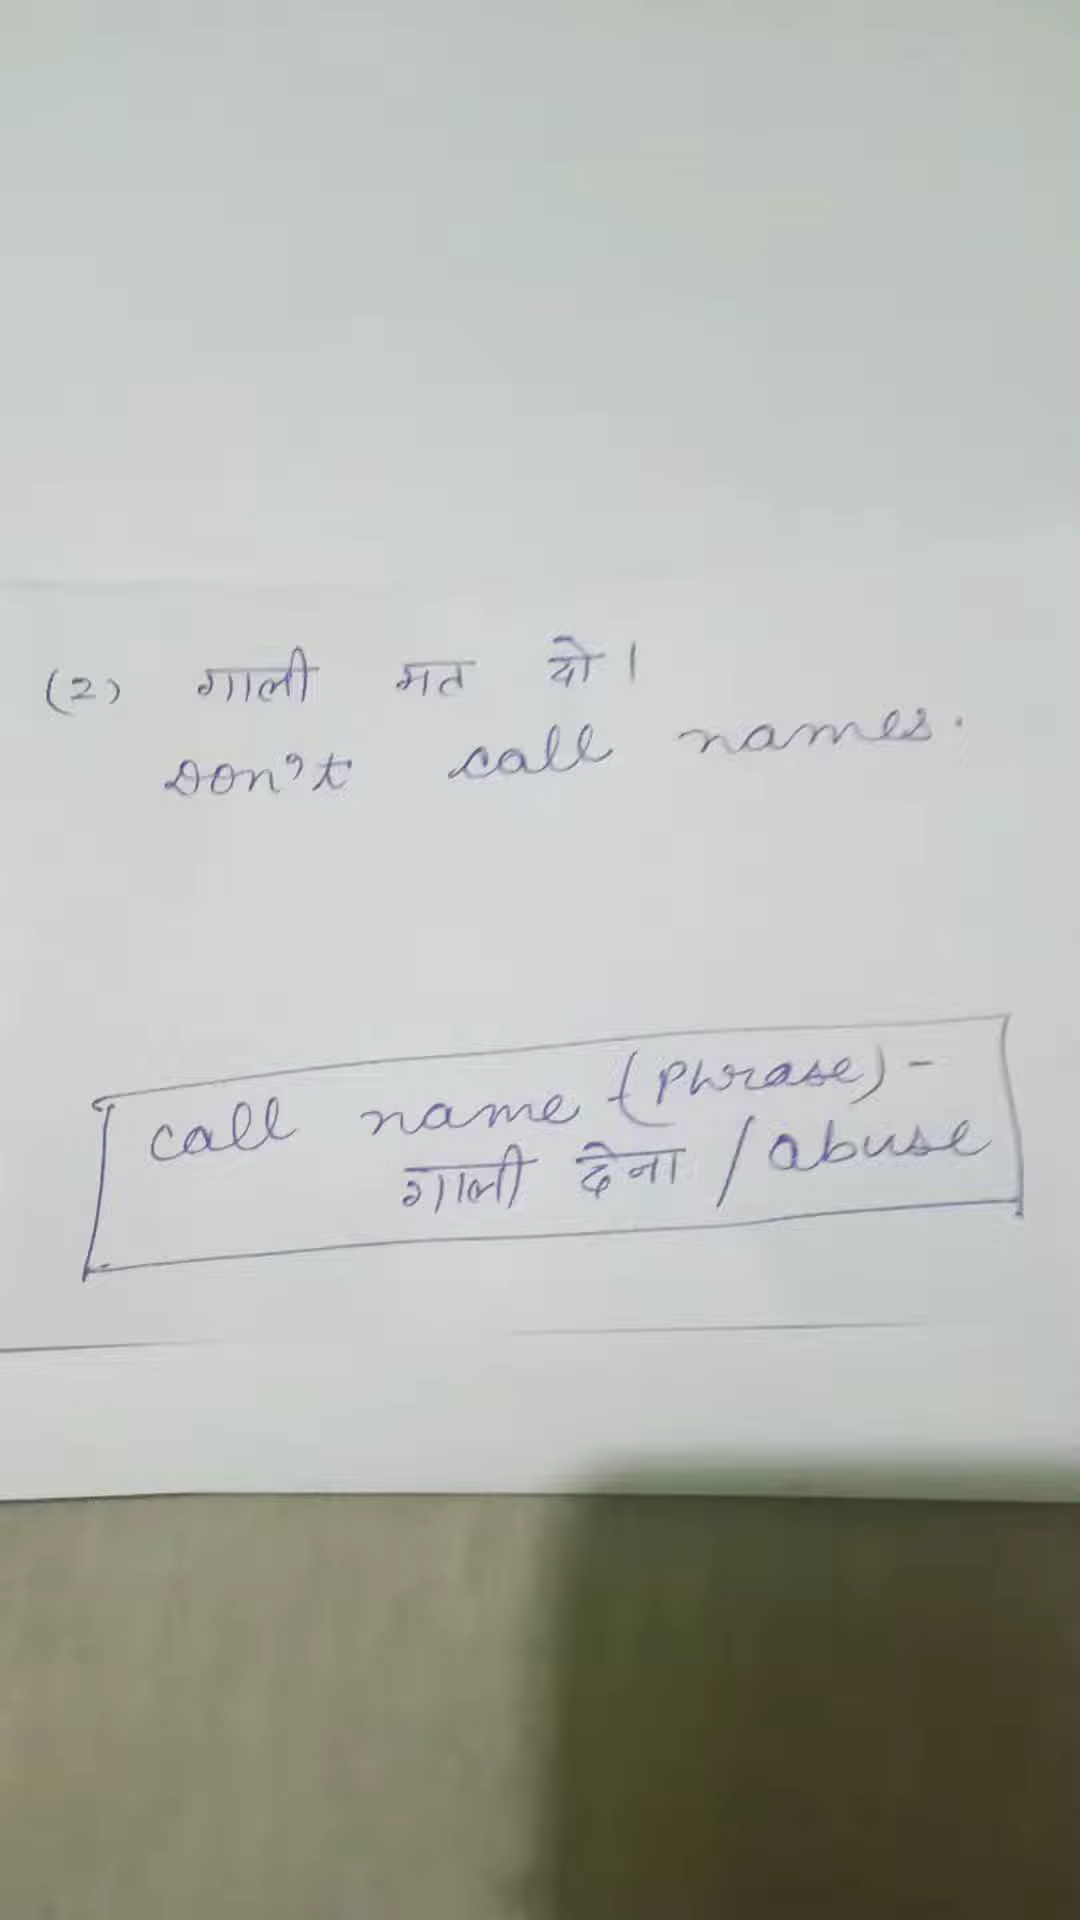 (2) गाली मत दो।
Don't call names.
call name (Phrase) -
गाली देना / abuse